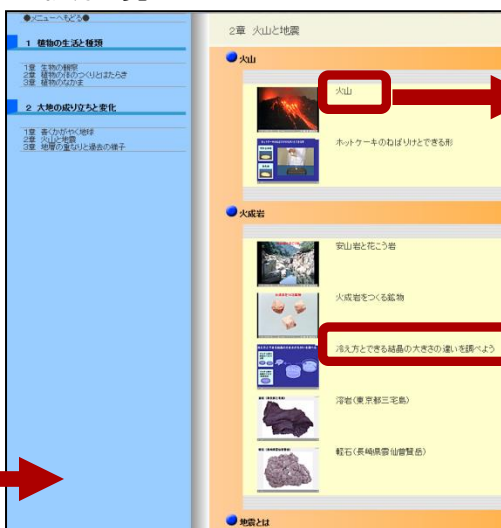 ●メニューへもどる●
1 植物の生活と種類
1章 生物の観察
2章 植物の体のつくりとはたらき
3章 植物のなかま
2 大地の成り立ちと変化
1章 青くかがやく地球
2章 火山と地震
3章 地層の重なりと過去の様子
2章 火山と地震
火山
火山
ホットケーキのねばりけとできる形
火成岩
安山岩と花こう岩
火成岩をつくる鉱物
冷え方とできる結晶の大きさの違いを調べよう
溶岩(東京都三宅島)
軽石(長崎県雲仙普賢岳)
地震とは